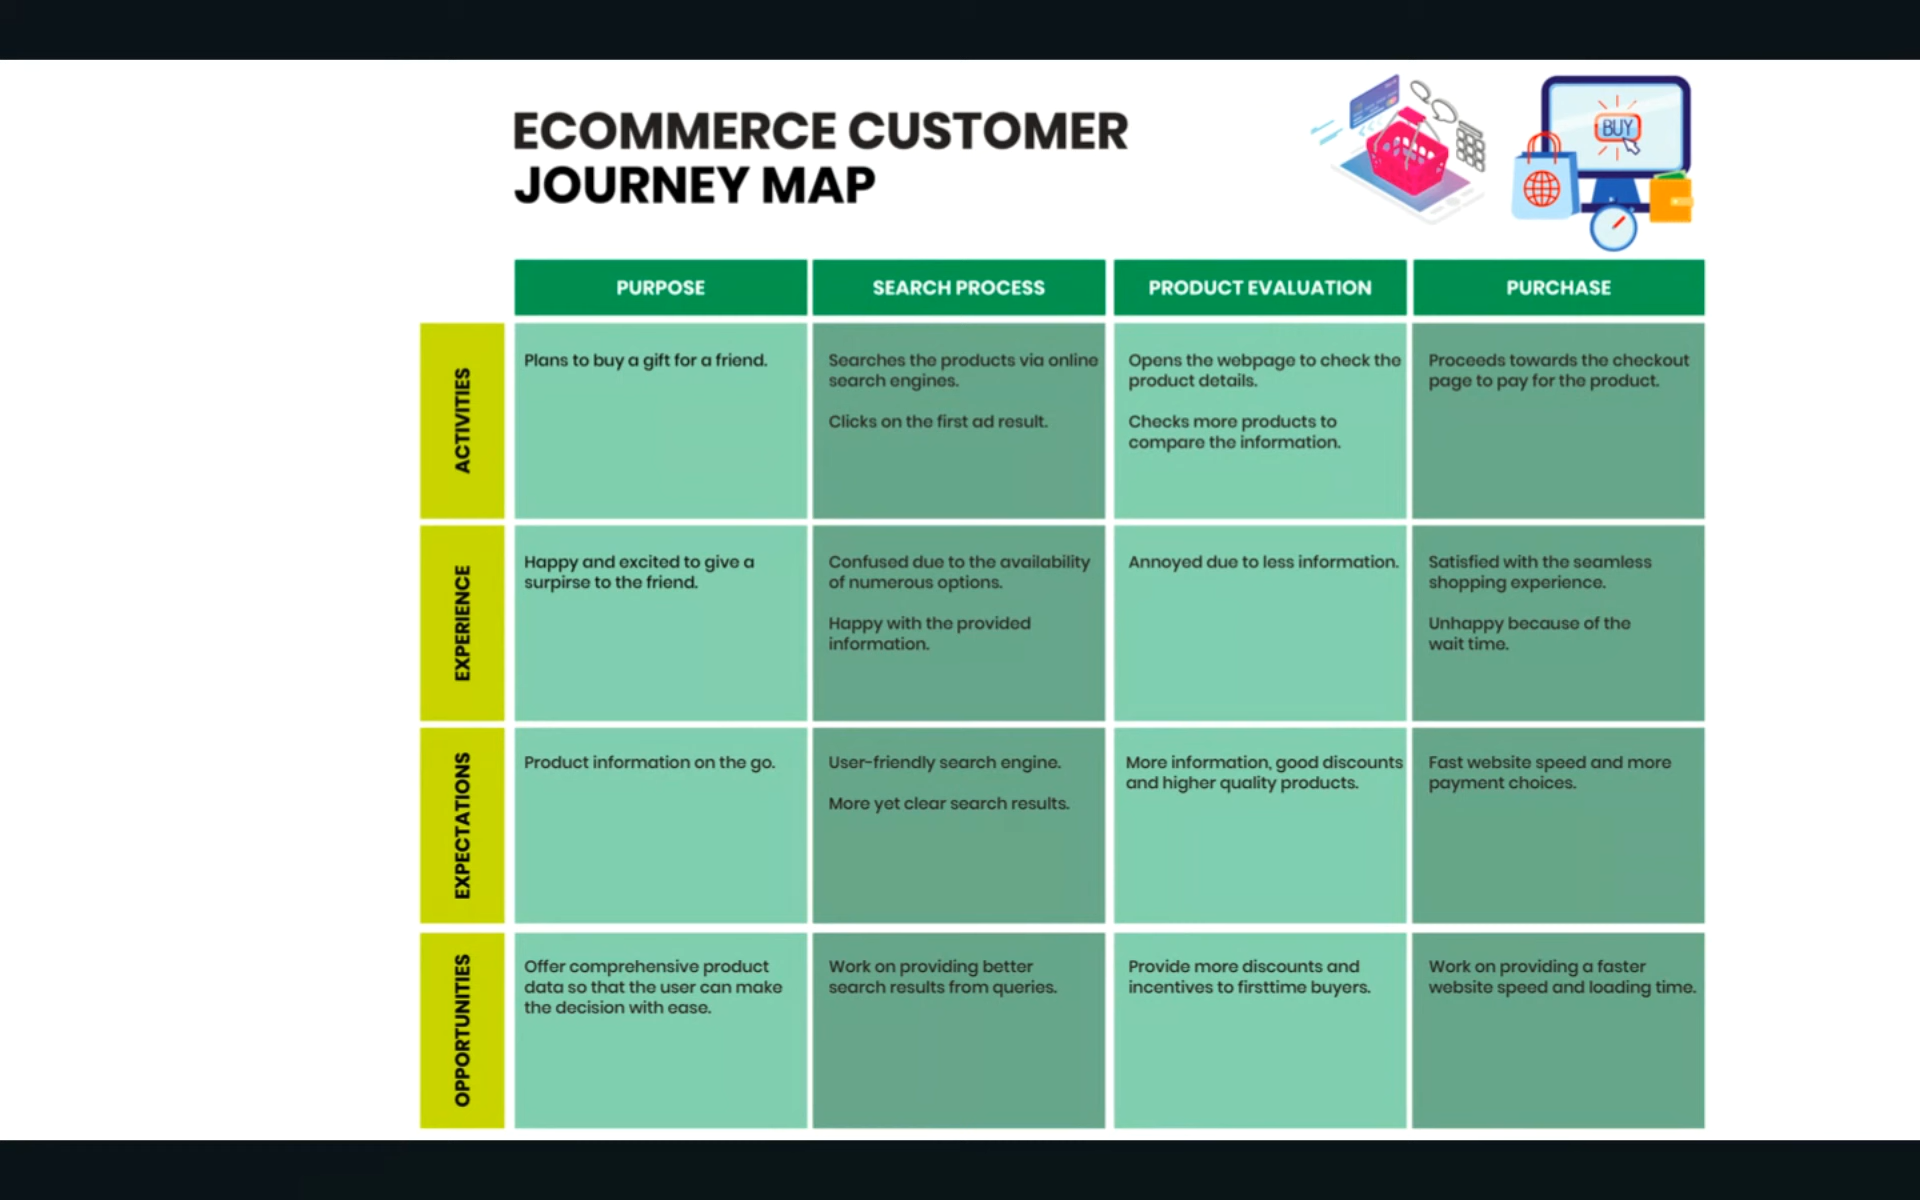 ECOMMERCE CUSTOMER
JOURNEY MAP
BUY
PURPOSE
SEARCH PROCESS
PRODUCT EVALUATION
PURCHASE
ACTIVITIES
Plans to buy a gift for a friend.
Searches the products via online
search engines.
Clicks on the first ad result.
Opens the webpage to check the
product details.
Checks more products to
compare the information.
Proceeds towards the checkout
page to pay for the product.
EXPERIENCE
Happy and excited to give a
surpirse to the friend.
Confused due to the availability
of numerous options.
Happy with the provided
information.
Annoyed due to less information.
Satisfied with the seamless
shopping experience.
Unhappy because of the
wait time.
EXPECTATIONS
Product information on the go.
User-friendly search engine.
More yet clear search results.
More information, good discounts
and higher quality products.
Fast website speed and more
payment choices.
OPPORTUNITIES
Offer comprehensive product
data so that the user can make
the decision with ease.
Work on providing better
search results from queries.
Provide more discounts and
incentives to firsttime buyers.
Work on providing a faster
website speed and loading time.